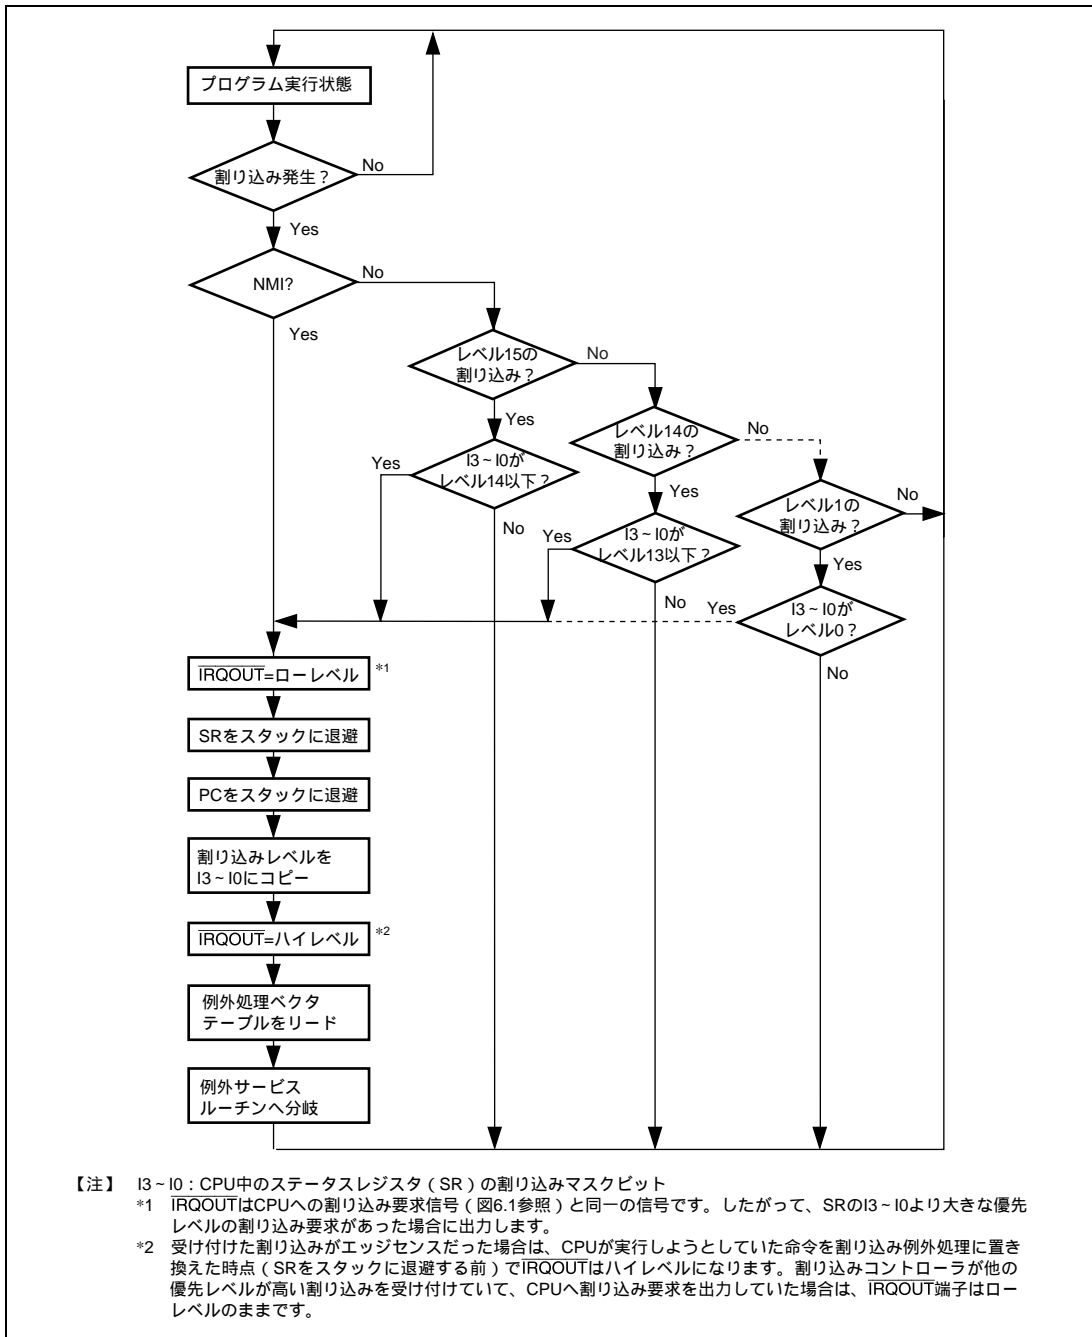 プログラム実行状態
割り込み発生？
No
Yes
NMI?
No
Yes
レベル15の
割り込み？
No
Yes
レベル14の
割り込み？
No
I3～I0が
レベル14以下？
Yes
No
Yes
レベル1の
割り込み？
No
I3～I0が
レベル13以下？
Yes
No
Yes
I3～I0が
レベル0？
Yes
No
IRQOUT=ローレベル *1
SRをスタックに退避
PCをスタックに退避
割り込みレベルを
I3～I0にコピー
IRQOUT=ハイレベル *2
例外処理ベクタ
テーブルをリード
例外サービス
ルーチンへ分岐
【注】 I3～I0：CPU中のステータスレジスタ（SR）の割り込みマスクビット
*1 IRQOUTはCPUへの割り込み要求信号（図6.1参照）と同一の信号です。したがって、SRのI3～I0より大きな優先
レベルの割り込み要求があった場合に出力します。
*2 受け付けた割り込みがエッジセンスだった場合は、CPUが実行しようとしていた命令を割り込み例外処理に置き
換えた時点（SRをスタックに退避する前）でIRQOUTはハイレベルになります。割り込みコントローラが他の
優先レベルが高い割り込みを受け付けていて、CPUへ割り込み要求を出力していた場合は、IRQOUT端子はロー
レベルのままです。